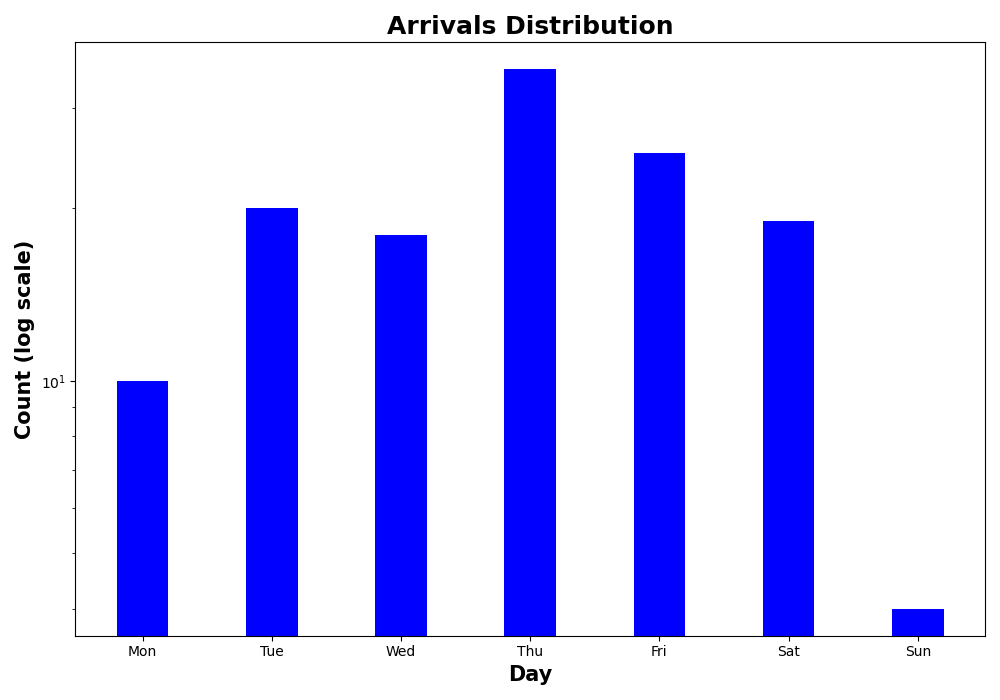 Arrivals Distribution
Count (log scale)
10¹
Mon Tue Wed Thu Fri Sat Sun
Day